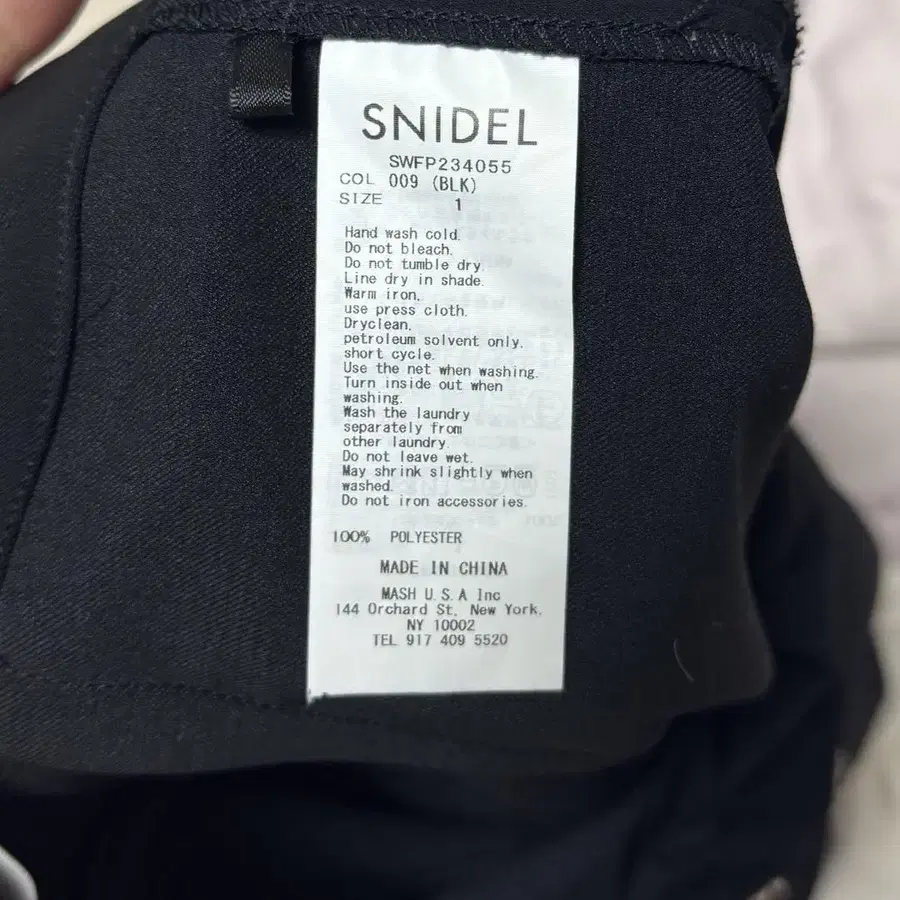 SNIDEL
SWFP234055
COL 009 (BLK)
SIZE 1
Hand wash cold.
Do not bleach.
Do not tumble dry.
Line dry in shade.
Warm iron,
use press cloth.
Dryclean,
petroleum solvent only,
short cycle.
Use the net when washing.
Turn inside out when
washing.
Wash the laundry
separately from
other laundry.
Do not leave wet.
May shrink slightly when
washed.
Do not iron accessories.
100% POLYESTER
MADE IN CHINA
MASH U.S.A Inc
144 Orchard St, New York,
NY 10002
TEL 917 409 5520